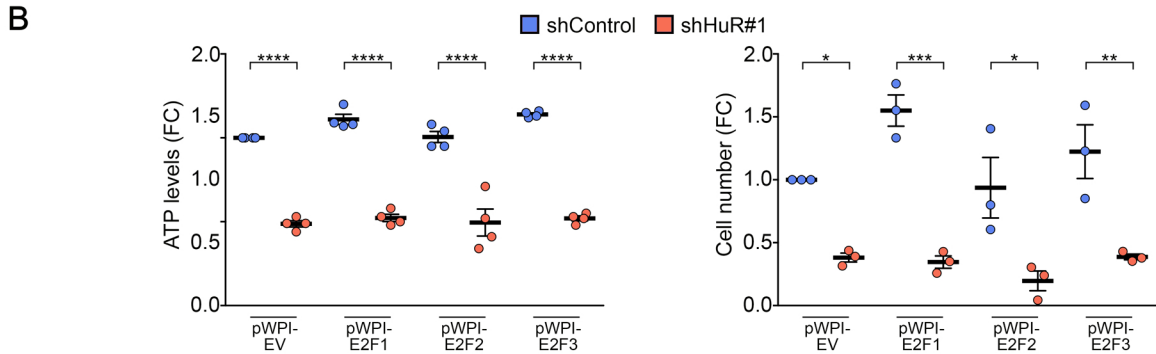 B
shControl shHuR#1
ATP levels (FC)
2.0
1.5
1.0
0.5
0.0
**** **** **** ****
pWPI-EV
pWPI-E2F1
pWPI-E2F2
pWPI-E2F3
Cell number (FC)
2.0
1.5
1.0
0.5
0.0
* *** * **
pWPI-EV
pWPI-E2F1
pWPI-E2F2
pWPI-E2F3